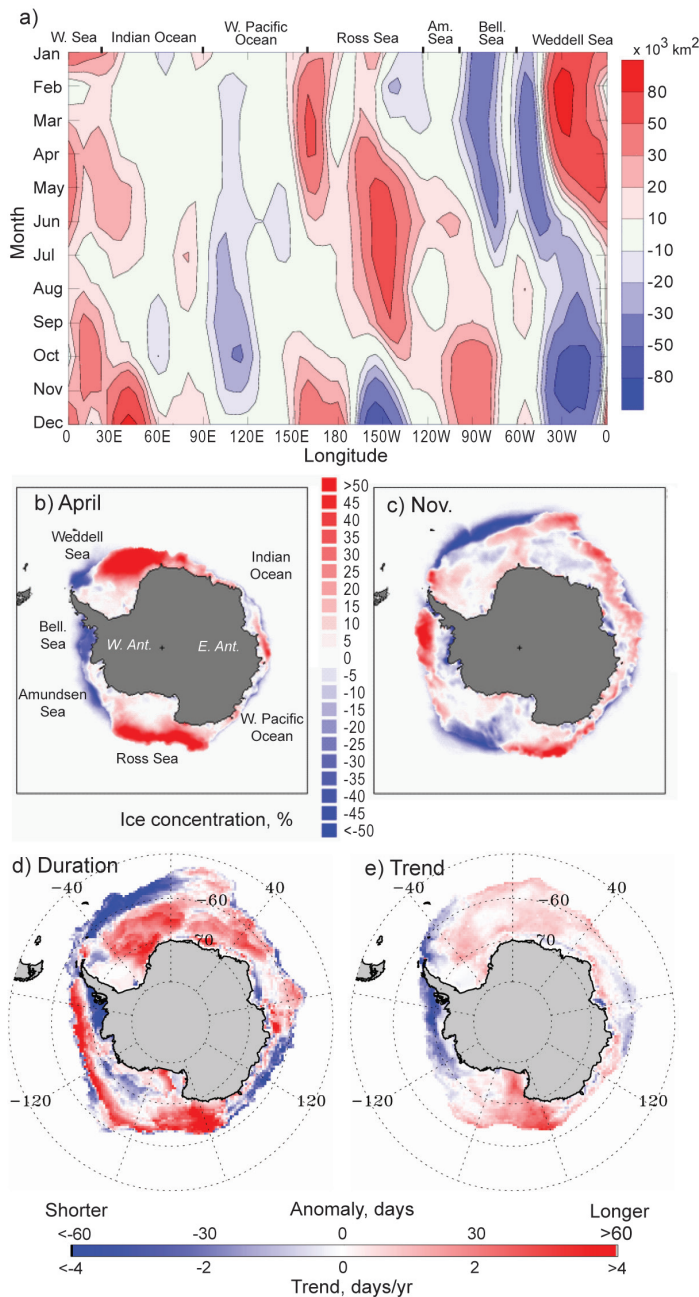 a)
W. Sea Indian Ocean W. Pacific Ocean Ross Sea Am. Sea Bell. Sea Weddell Sea
x 10³ km²
Jan
Feb
Mar
Apr
May
Jun
Jul
Aug
Sep
Oct
Nov
Dec
Month
0 30E 60E 90E 120E 150E 180E 150W 120W 90W 60W 30W 0
Longitude
80
50
30
20
10
-10
-20
-30
-50
-80
b) April
Weddell Sea
Indian Ocean
Bell. Sea
W. Ant. E. Ant.
Amundsen Sea
W. Pacific Ocean
Ross Sea
Ice concentration, %
>50
45
40
35
30
25
20
15
10
5
0
-5
-10
-15
-20
-25
-30
-35
-40
-45
<-50
c) Nov.
d) Duration
-40 40
-60
-70
-120 120
e) Trend
-40 40
-60
-70
-120 120
Shorter Anomaly, days Longer
<-60 -30 0 30 >60
<-4 -2 0 2 >4
Trend, days/yr